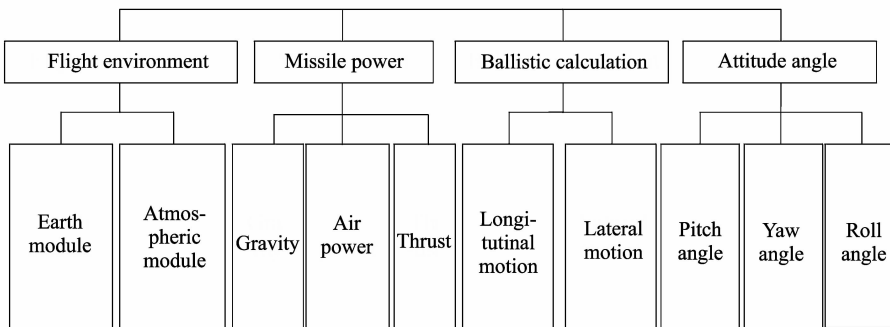 Flight environment
Missile power
Ballistic calculation
Attitude angle
Earth
module
Atmos-
pheric
module
Gravity
Air
power
Thrust
Longi-
tutinal
motion
Lateral
motion
Pitch
angle
Yaw
angle
Roll
angle